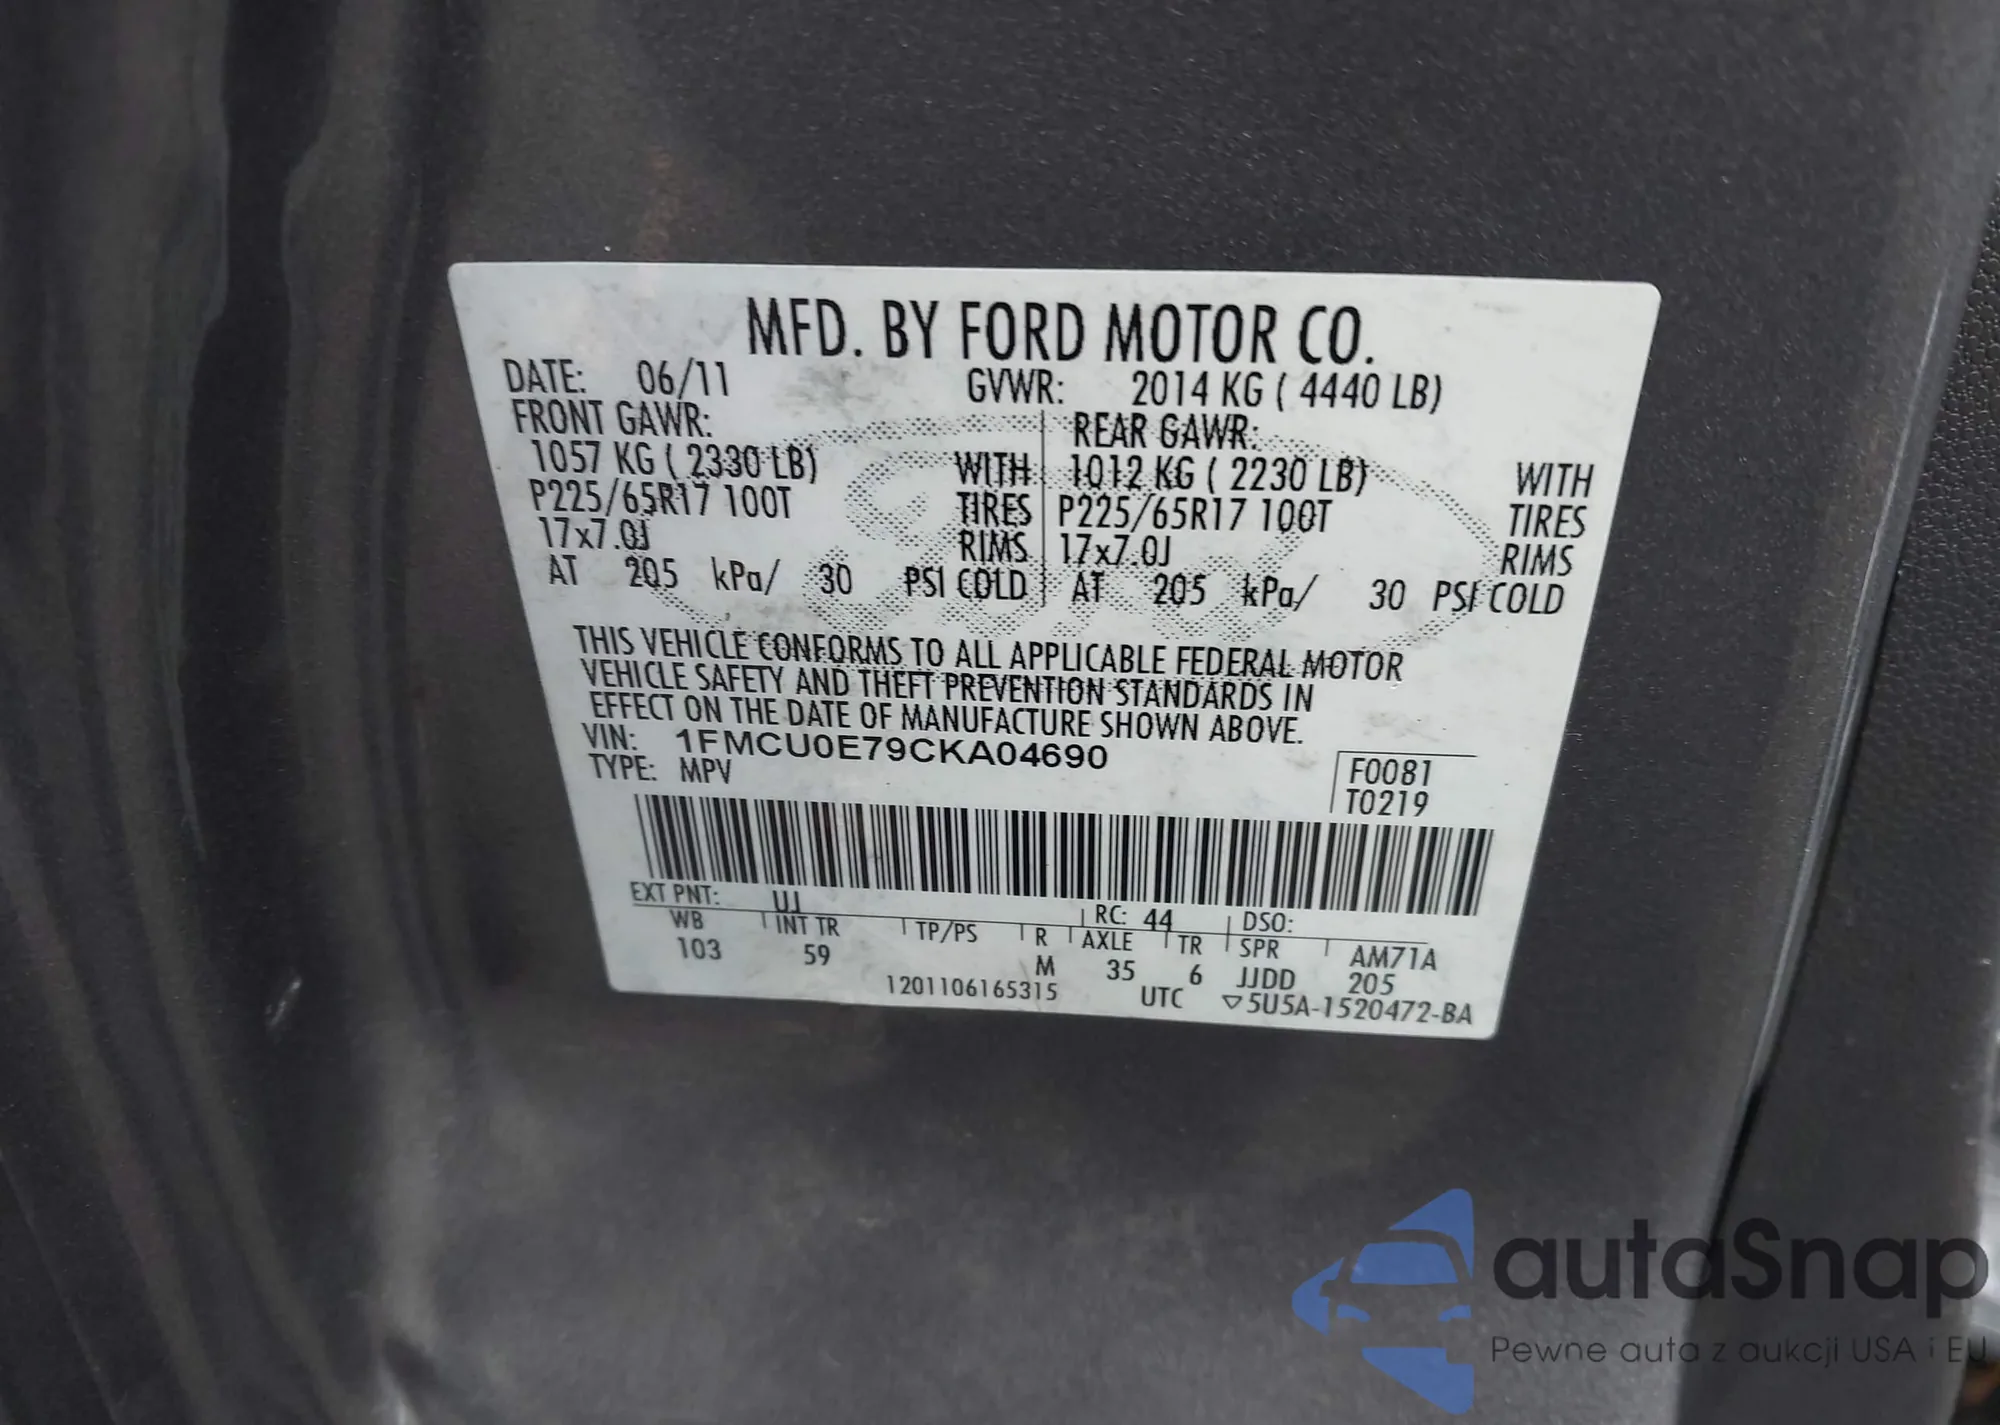 MFD. BY FORD MOTOR CO.
DATE: 06/11 GVWR: 2014 KG ( 4440 LB)
FRONT GAWR: REAR GAWR:
1057 KG ( 2330 LB) WITH 1012 KG ( 2230 LB) WITH
P225/65R17 100T TIRES P225/65R17 100T TIRES
17x7.0J RIMS 17x7.0J RIMS
AT 205 kPa/ 30 PSI COLD AT 205 kPa/ 30 PSI COLD
THIS VEHICLE CONFORMS TO ALL APPLICABLE FEDERAL MOTOR
VEHICLE SAFETY AND THEFT PREVENTION STANDARDS IN
EFFECT ON THE DATE OF MANUFACTURE SHOWN ABOVE.
VIN: 1FMCU0E79CKA04690
TYPE: MPV
F0081
T0219
EXT PNT: UJ RC: 44 DSO:
WB INT TR TP/PS R AXLE TR SPR AM71A
103 59 M 35 6 JJDD 205
1201106165315 UTC ▽5U5A-1520472-BA
autaSnap
Pewne auta z aukcji USA i EU